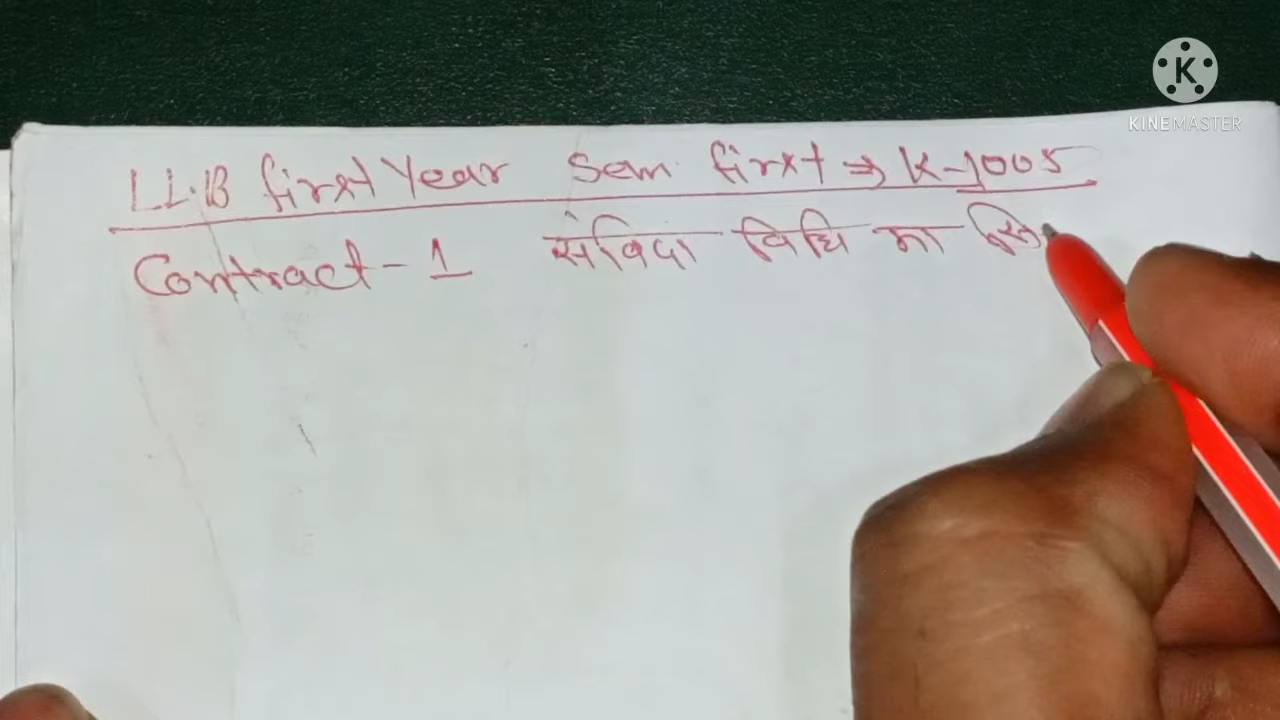 LL.B first Year Sem. first ⇒ K-1005
Contract - 1 संविदा विधि का सि
KINEMASTER